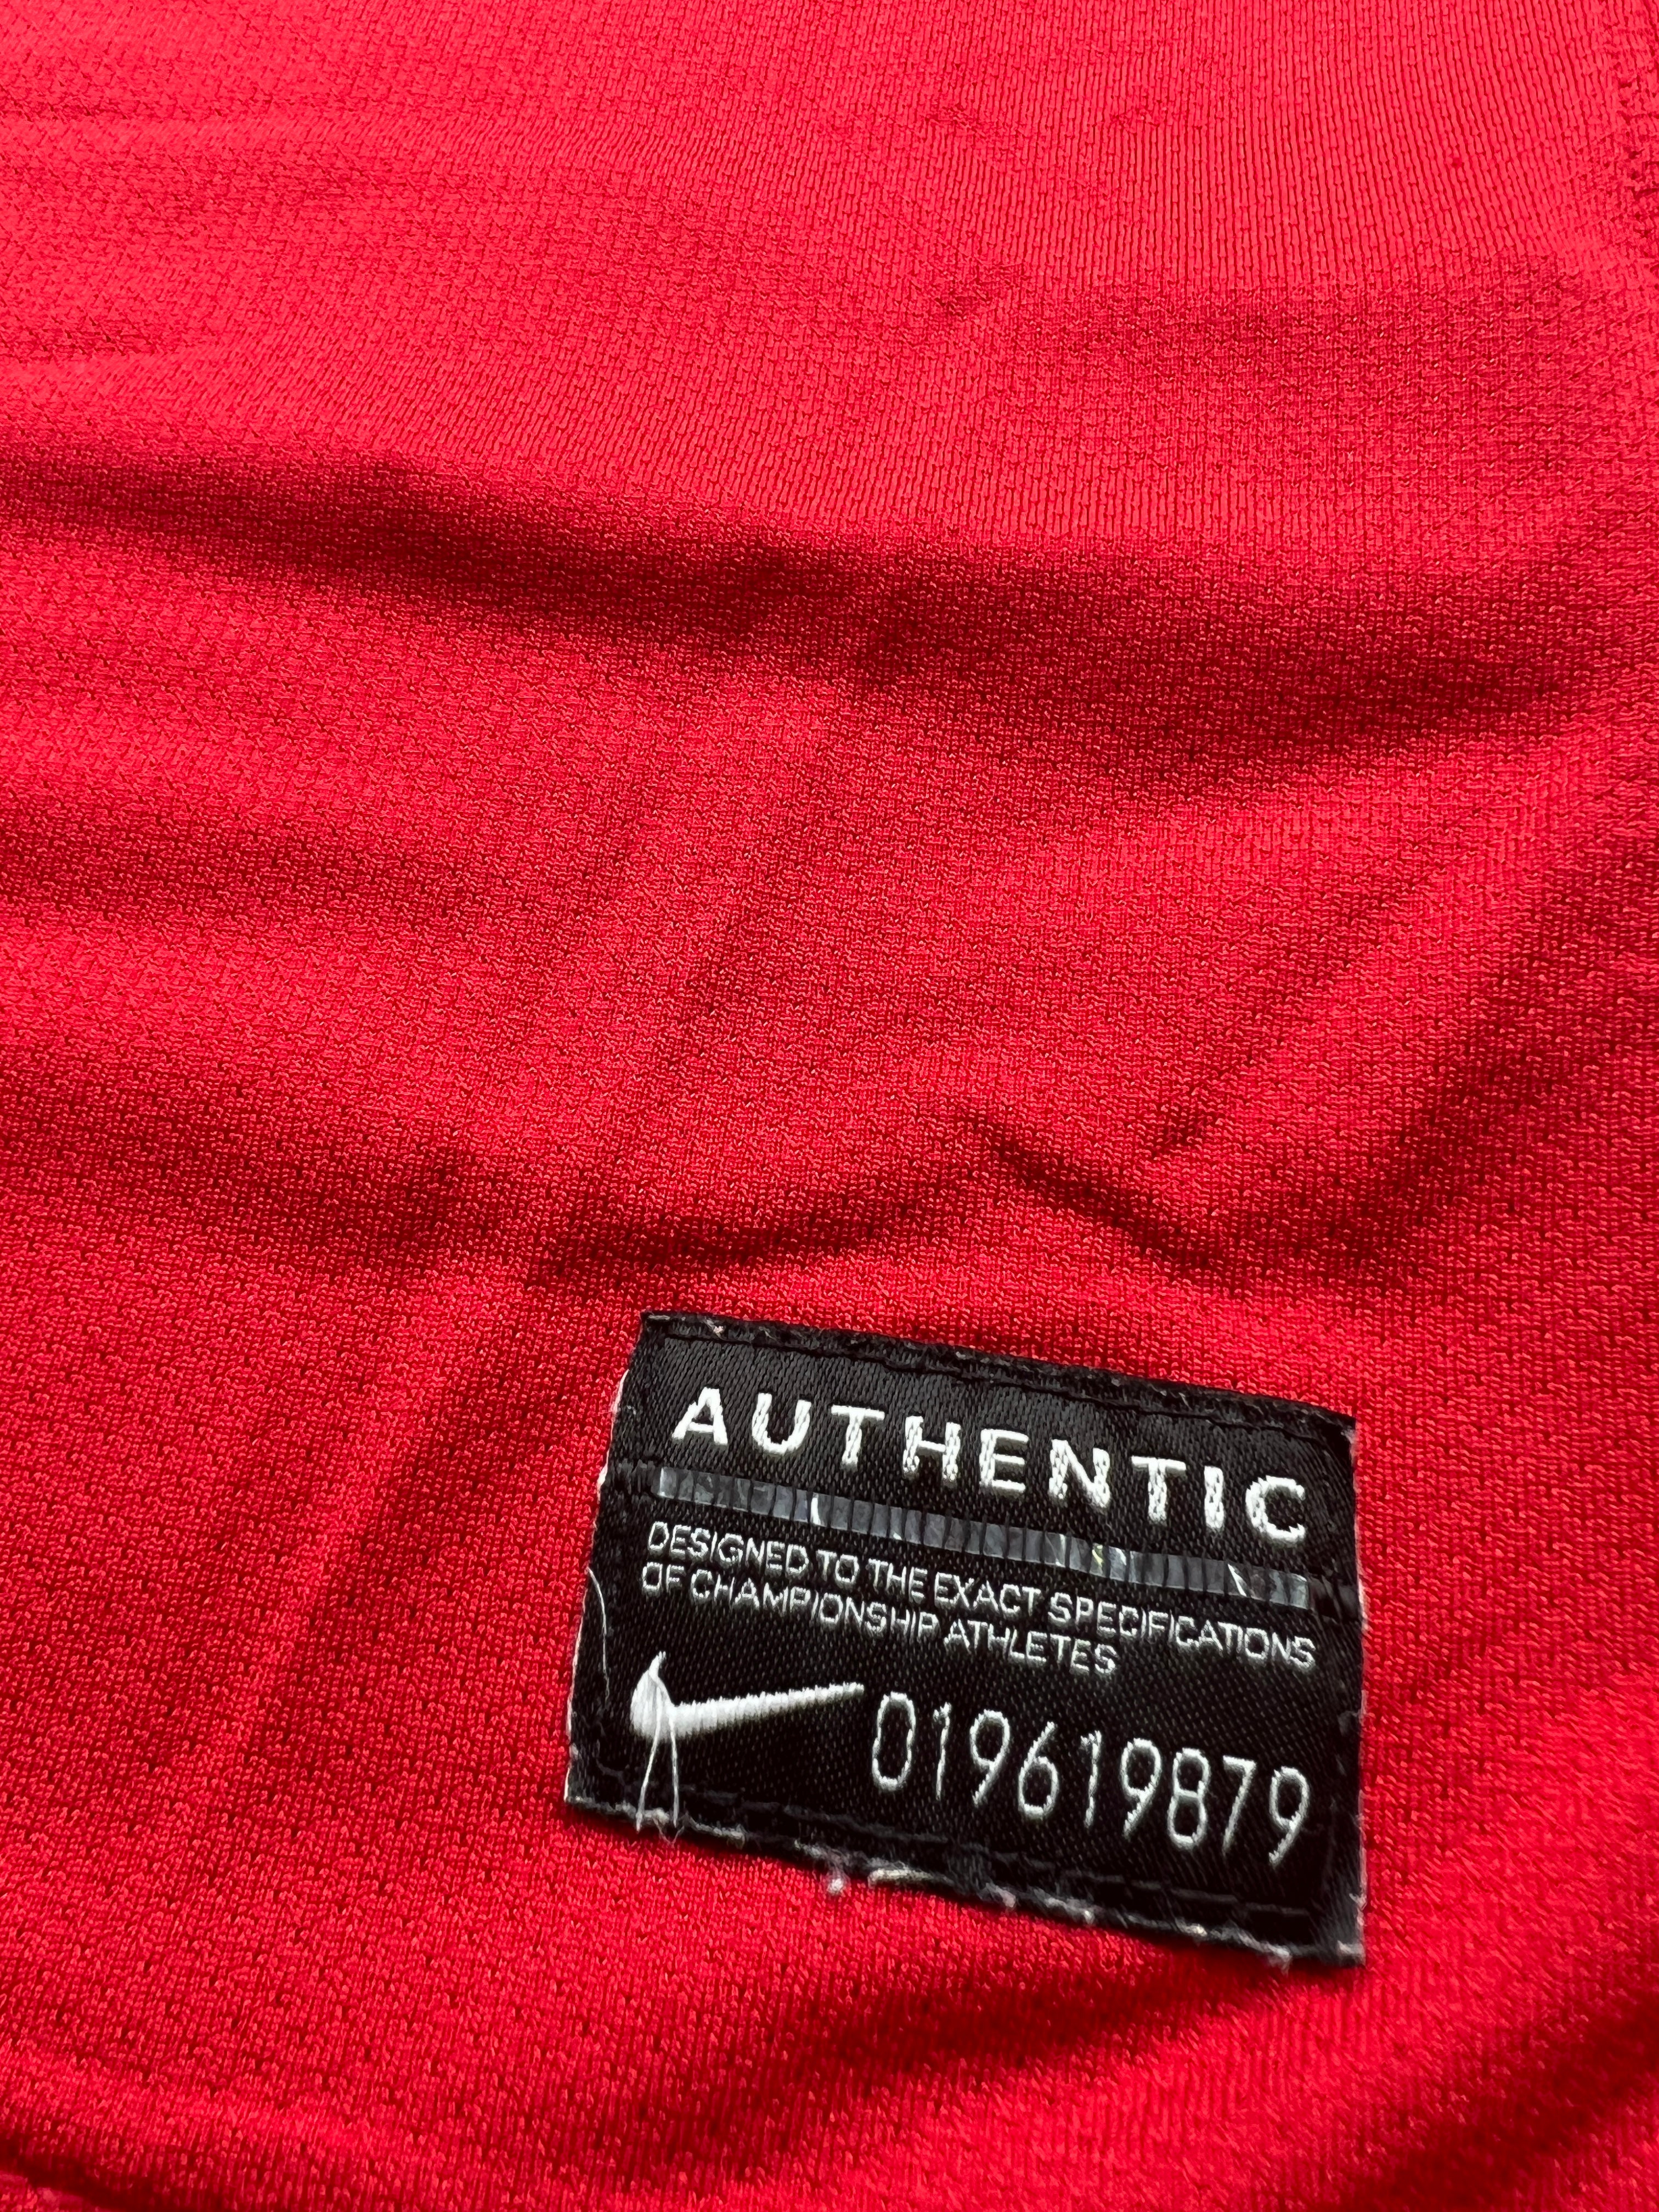 AUTHENTIC
DESIGNED TO THE EXACT SPECIFICATIONS
OF CHAMPIONSHIP ATHLETES
019619879